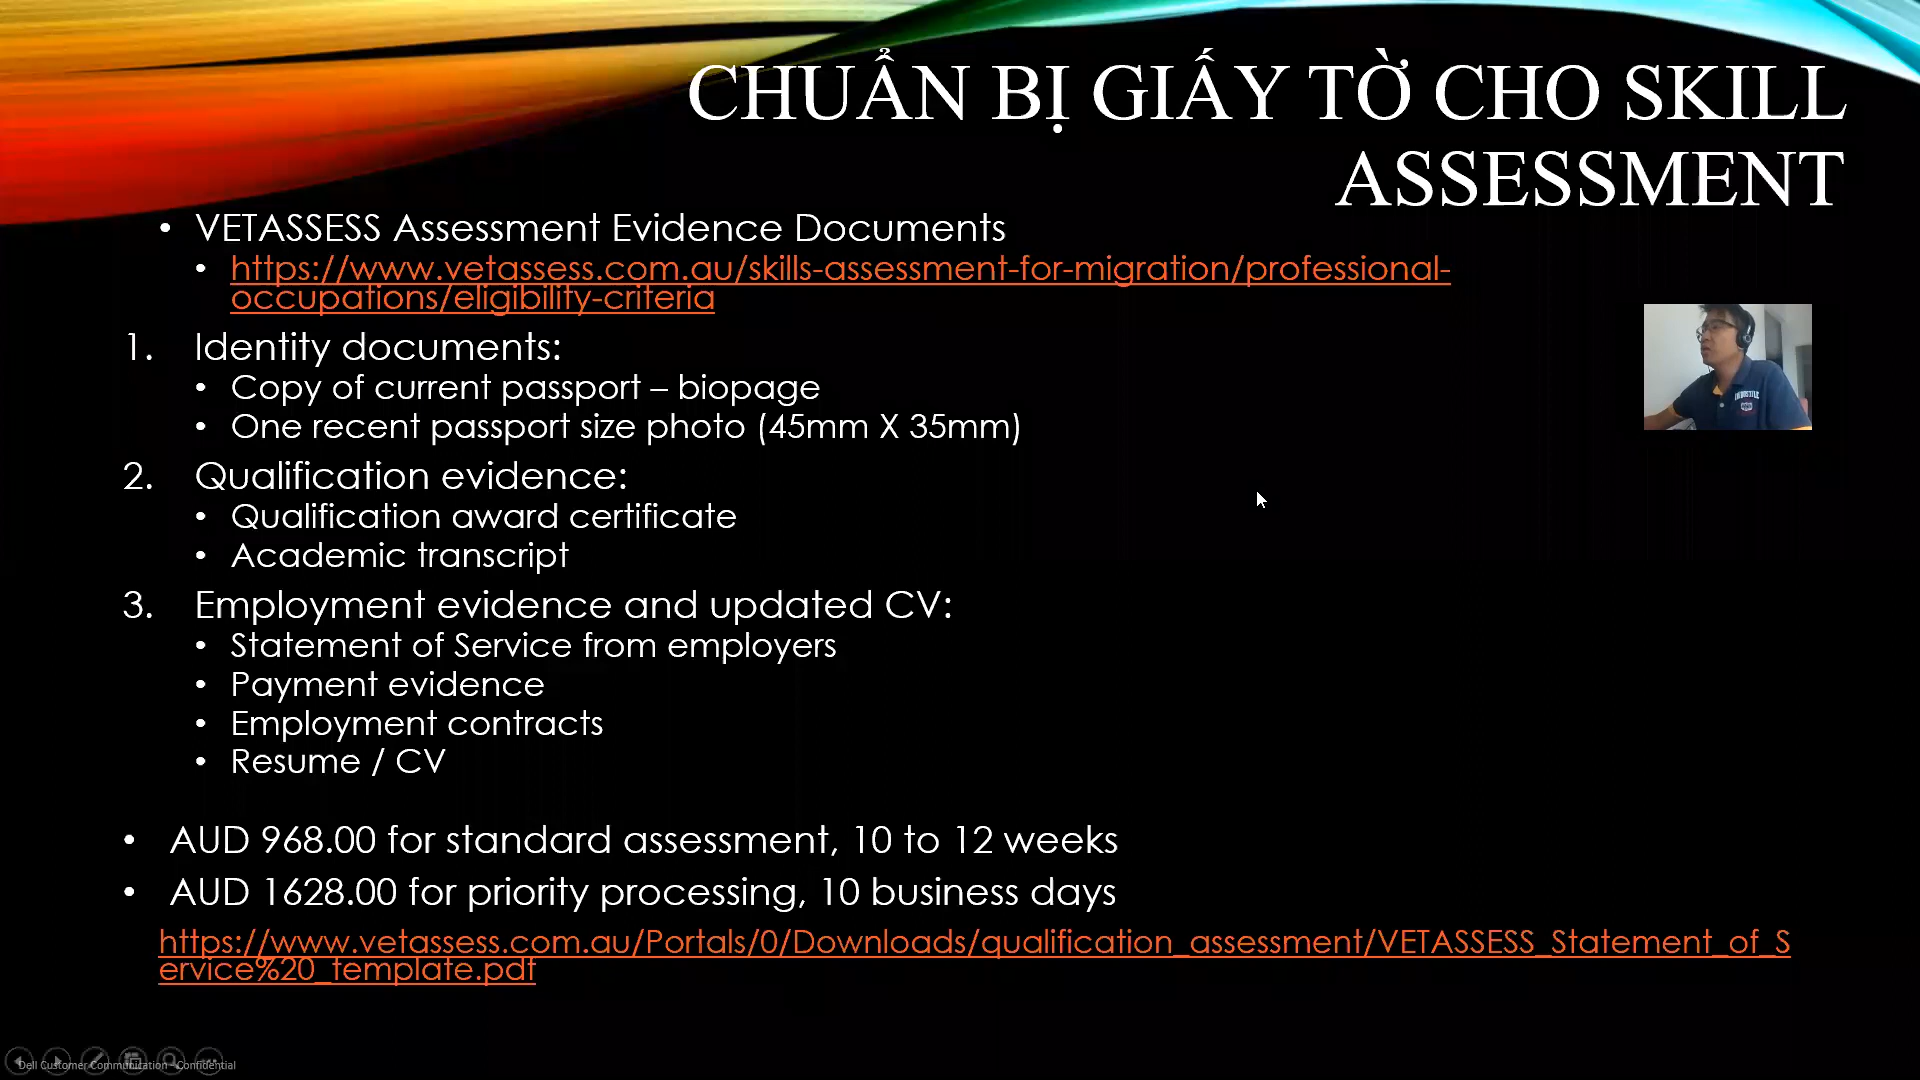 CHUẨN BỊ GIẤY TỜ CHO SKILL
ASSESSMENT
• VETASSESS Assessment Evidence Documents
• https://www.vetassess.com.au/skills-assessment-for-migration/professional-
occupations/eligibility-criteria
1. Identity documents:
• Copy of current passport – biopage
• One recent passport size photo (45mm X 35mm)
2. Qualification evidence:
• Qualification award certificate
• Academic transcript
3. Employment evidence and updated CV:
• Statement of Service from employers
• Payment evidence
• Employment contracts
• Resume / CV
• AUD 968.00 for standard assessment, 10 to 12 weeks
• AUD 1628.00 for priority processing, 10 business days
https://www.vetassess.com.au/Portals/0/Downloads/qualification_assessment/VETASSESS_Statement_of_S
ervice%20_template.pdf
Dell Customer Communication - Confidential